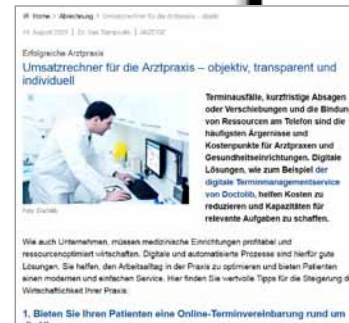 Home > Abrechnung > Umsatzrechner für die Arztpraxis –
August | Dr. | ANZEIGE
Erfolgreiche Arztpraxis
Umsatzrechner für die Arztpraxis – objektiv, transparent und
individuell
Terminausfälle, kurzfristige Absagen
oder Verschiebungen und die Bindun
von Ressourcen am Telefon sind die
häufigsten Ärgernisse und
Kostenpunkte für Arztpraxen und
Gesundheitseinrichtungen. Digitale
Lösungen, wie zum Beispiel der
digitale Terminmanagementservice
von Doctolib, helfen Kosten zu
reduzieren und Kapazitäten für
relevante Aufgaben zu schaffen.
Foto: Doctolib
Wie auch Unternehmen, müssen medizinische Einrichtungen profitabel und
ressourcenoptimiert wirtschaften. Digitale und automatisierte Prozesse sind hierfür gute
Lösungen. Sie helfen, den Arbeitsalltag in der Praxis zu optimieren und bieten Patienten
einen modernen und einfachen Service. Hier finden Sie wertvolle Tipps für die Steigerung d
Wirtschaftlichkeit Ihrer Praxis:
1. Bieten Sie Ihren Patienten eine Online-Terminvereinbarung rund um